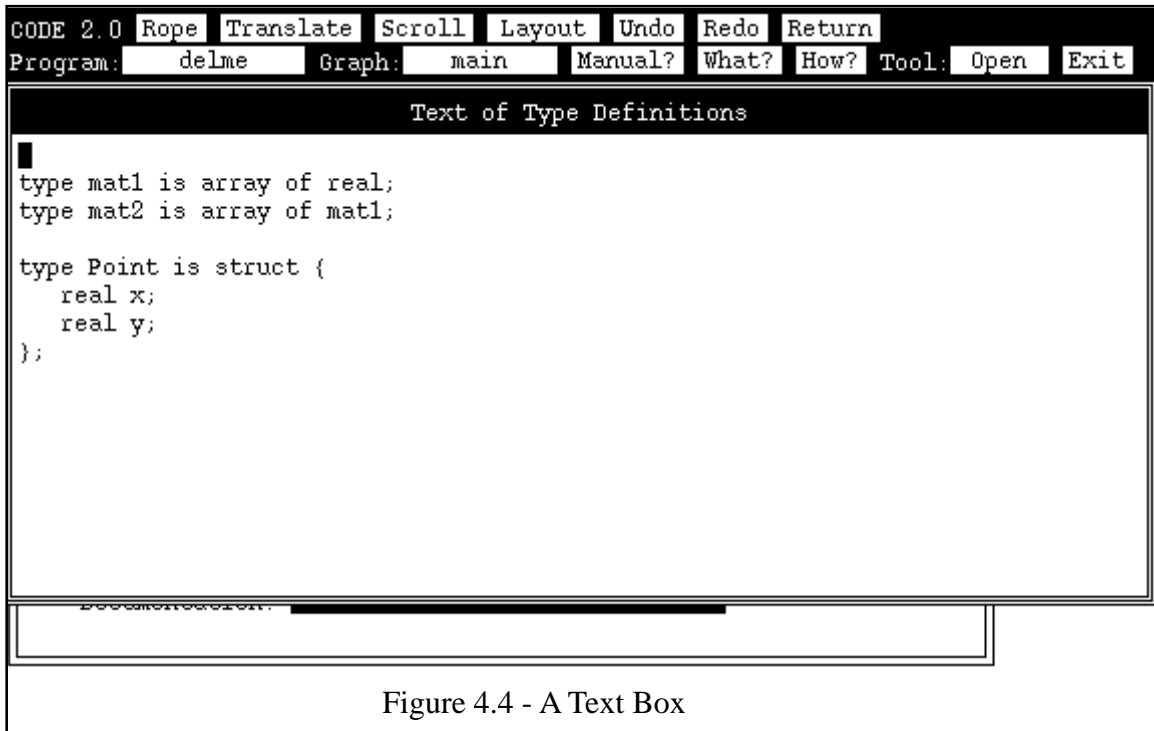 CODE 2.0 Rope Translate Scroll Layout Undo Redo Return
Program: delme Graph: main Manual? What? How? Tool: Open Exit
Text of Type Definitions
type mat1 is array of real;
type mat2 is array of mat1;
type Point is struct {
real x;
real y;
};
Figure 4.4 - A Text Box